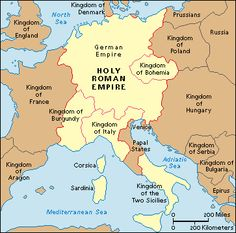 Kingdom of
Denmark
North
Sea
Prussians
Kingdom of
England
Kingdom of
Poland
Russia
German
Empire
HOLY
ROMAN
EMPIRE
Kingdom
of Bohemia
Kingdom
of
France
Kingdom of
Hungary
Kingdom of
Burgundy
Kingdom
of Italy
Venice
Papal
States
Kingdom of
Serbia
Adriatic
Sea
Kingdom
of
Aragon
Corsica
Kingdom of
Bulgaria
Sardinia
Kingdom
of the
Two Sicilies
Epirus
Mediterranean Sea
0 200 Miles
0 200 Kilometers